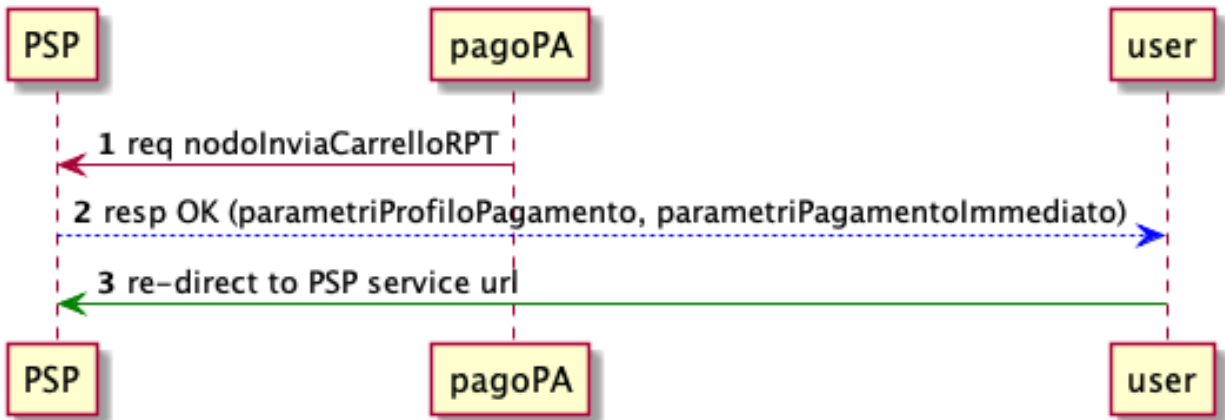 PSP pagoPA user
1 req nodoInviaCarrelloRPT
2 resp OK (parametriProfiloPagamento, parametriPagamentoImmediato)
3 re-direct to PSP service url
PSP pagoPA user